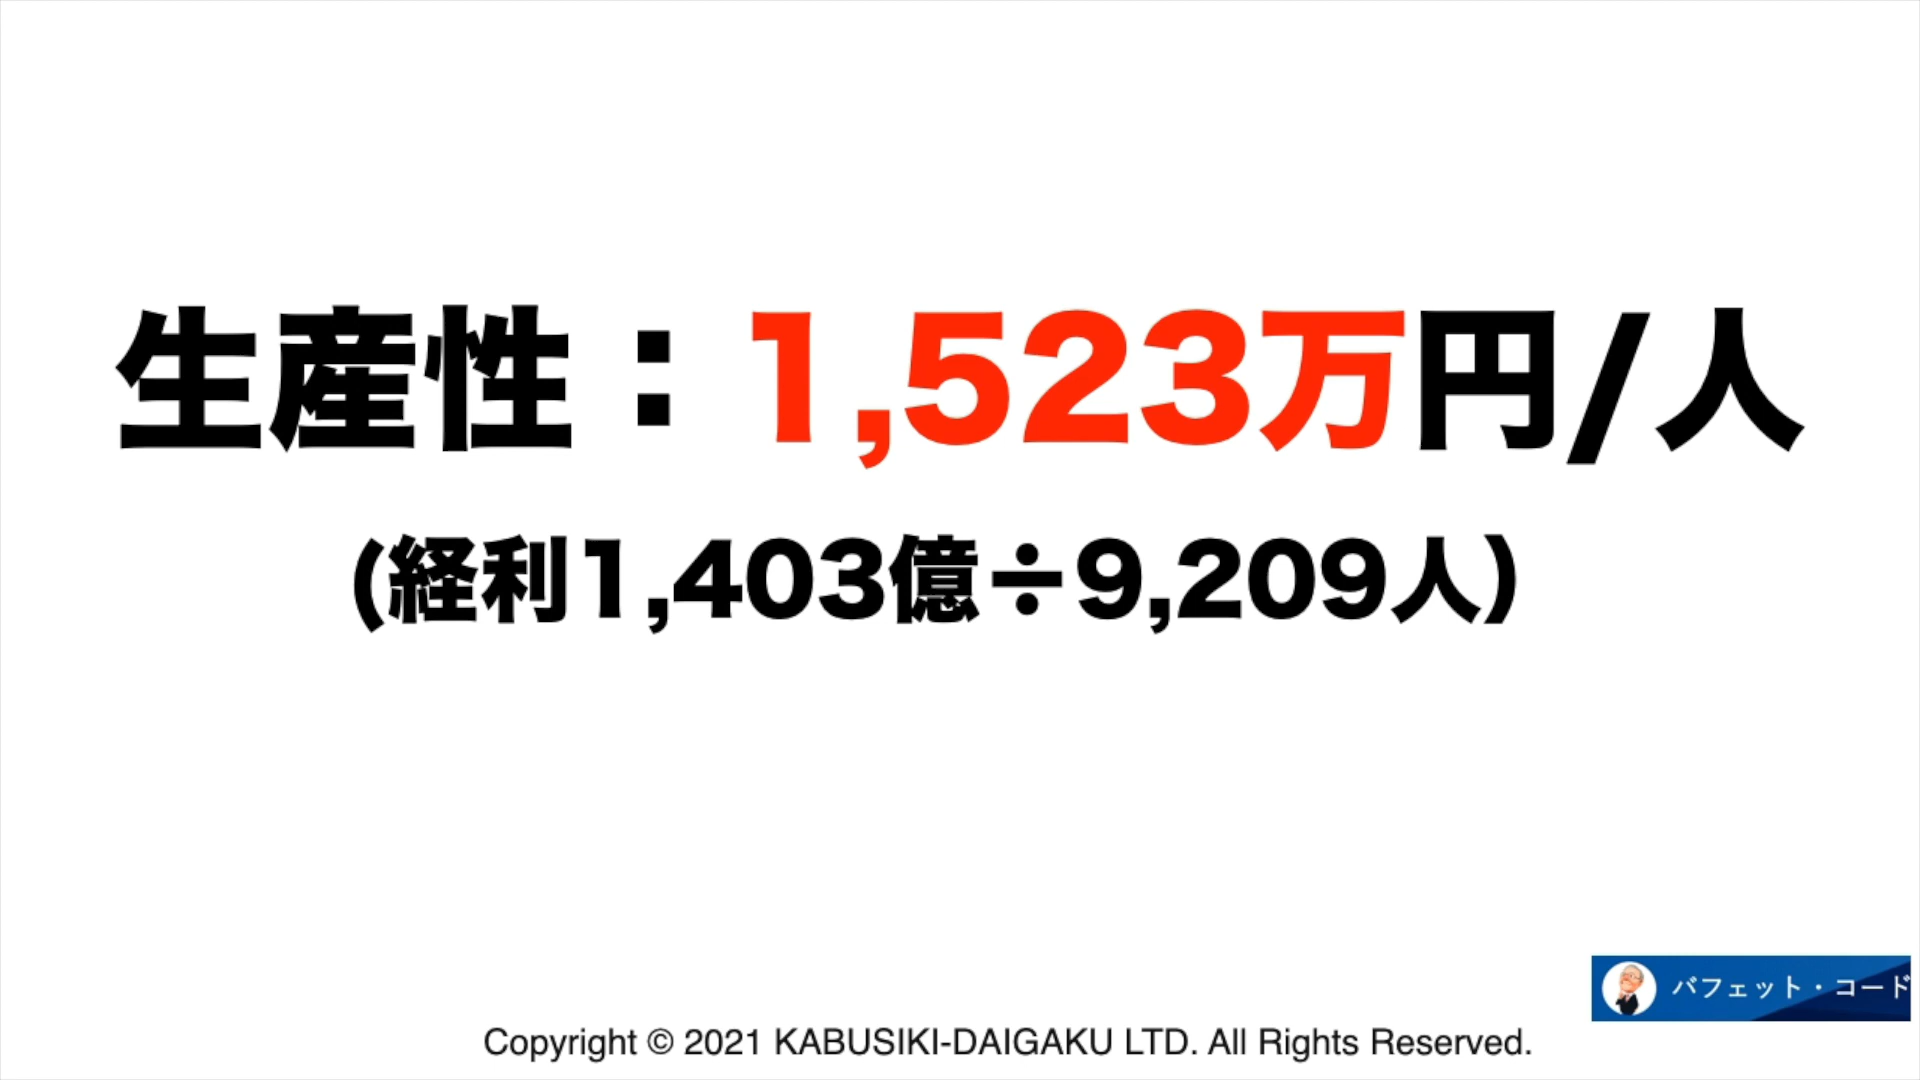 生産性：1,523万円/人
(経利1,403億÷9,209人)
バフェット・コード
Copyright © 2021 KABUSIKI-DAIGAKU LTD. All Rights Reserved.